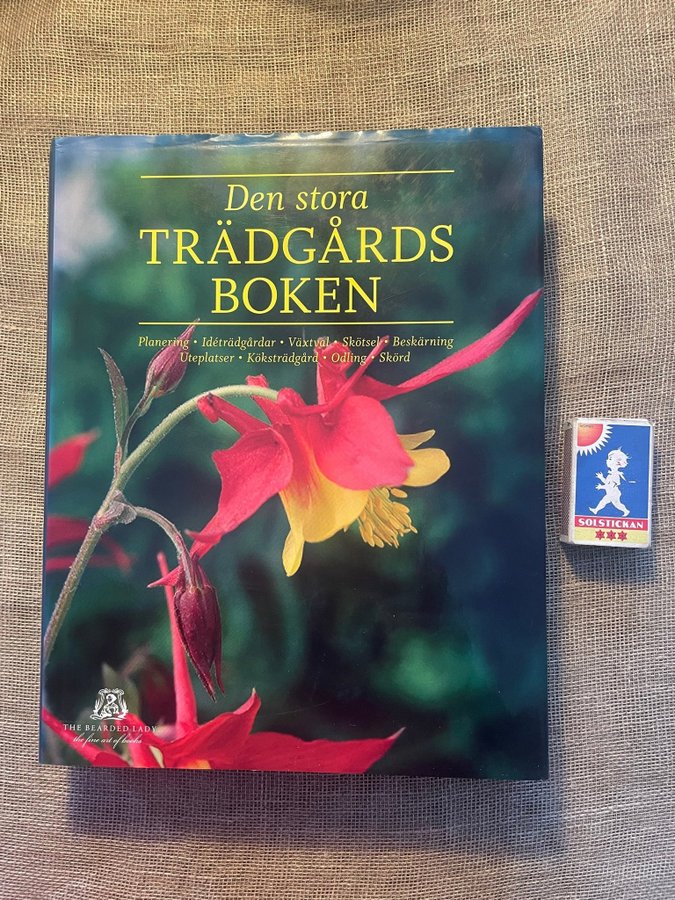 Den stora
TRÄDGÅRDS
BOKEN
Planering • Idéträdgårdar • Växtval • Skötsel • Beskärning
Uteplatser • Köksträdgård • Odling • Skörd
SOLSTICKAN
THE BEARDED LADY
the fine art of books